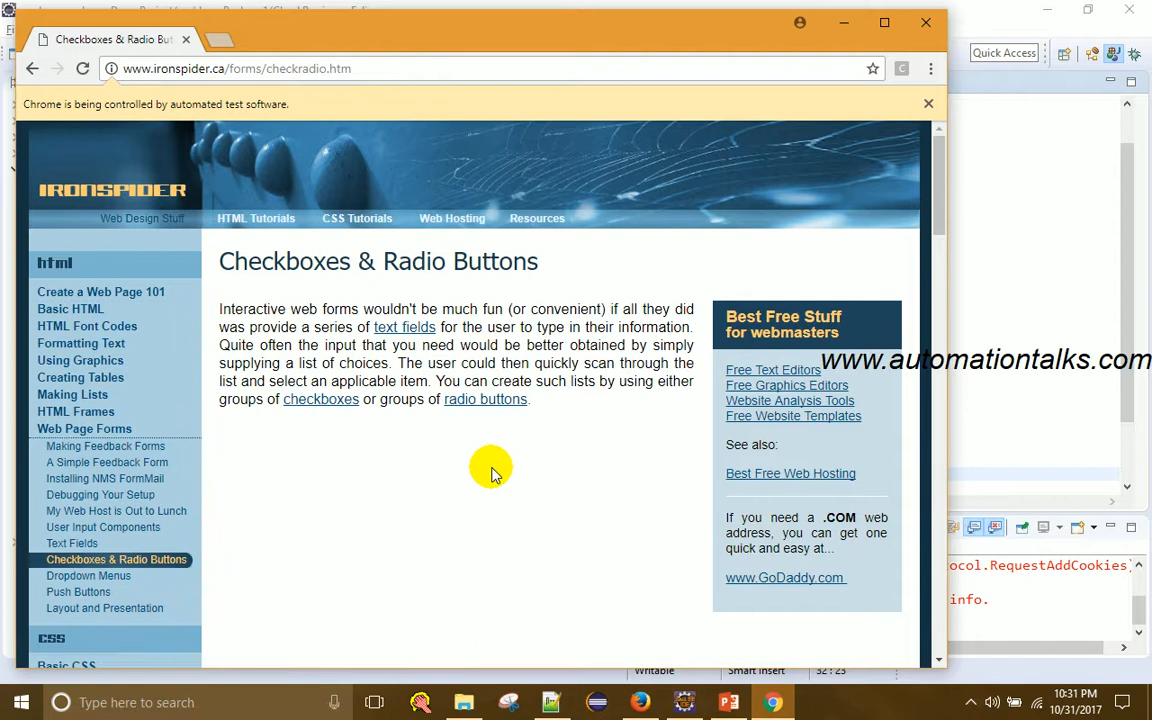 Quick Access
Checkboxes & Radio But
www.ironspider.ca/forms/checkradio.htm
C
Chrome is being controlled by automated test software.
IRONSPIDER
Web Design Stuff
HTML Tutorials
CSS Tutorials
Web Hosting
Resources
html
Create a Web Page 101
Basic HTML
HTML Font Codes
Formatting Text
Using Graphics
Creating Tables
Making Lists
HTML Frames
Web Page Forms
Making Feedback Forms
A Simple Feedback Form
Installing NMS FormMail
Debugging Your Setup
My Web Host is Out to Lunch
User Input Components
Text Fields
Checkboxes & Radio Buttons
Dropdown Menus
Push Buttons
Layout and Presentation
css
Basic CSS
Checkboxes & Radio Buttons
Interactive web forms wouldn't be much fun (or convenient) if all they did
was provide a series of text fields for the user to type in their information.
Quite often the input that you need would be better obtained by simply
supplying a list of choices. The user could then quickly scan through the
list and select an applicable item. You can create such lists by using either
groups of checkboxes or groups of radio buttons.
Best Free Stuff
for webmasters
www.automationtalks.com
Free Text Editors
Free Graphics Editors
Website Analysis Tools
Free Website Templates
See also:
Best Free Web Hosting
If you need a .COM web
address, you can get one
quick and easy at...
www.GoDaddy.com
ocol.RequestAddCookies
info.
Writable
Smart Insert
32 : 23
Type here to search
10:31 PM
10/31/2017